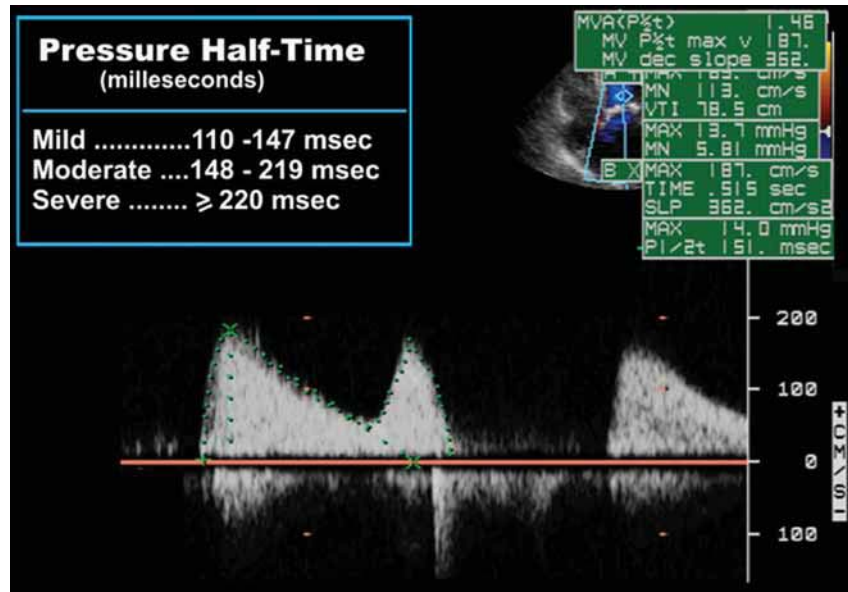 Pressure Half-Time
(milleseconds)
Mild .............110 -147 msec
Moderate ....148 - 219 msec
Severe ........ ⩾ 220 msec
MVA(P½t) 1.46
MV P½t max v 187.
MV dec slope 362.
MN 113. cm/s
VTI 78.5 cm
MAX 13.7 mmHg
MN 5.81 mmHg
B
MAX 187. cm/s
TIME .515 sec
SLP 362. cm/s2
MAX 14.0 mmHg
P1/2t 151. msec
200
100
0
100
+CM/S-